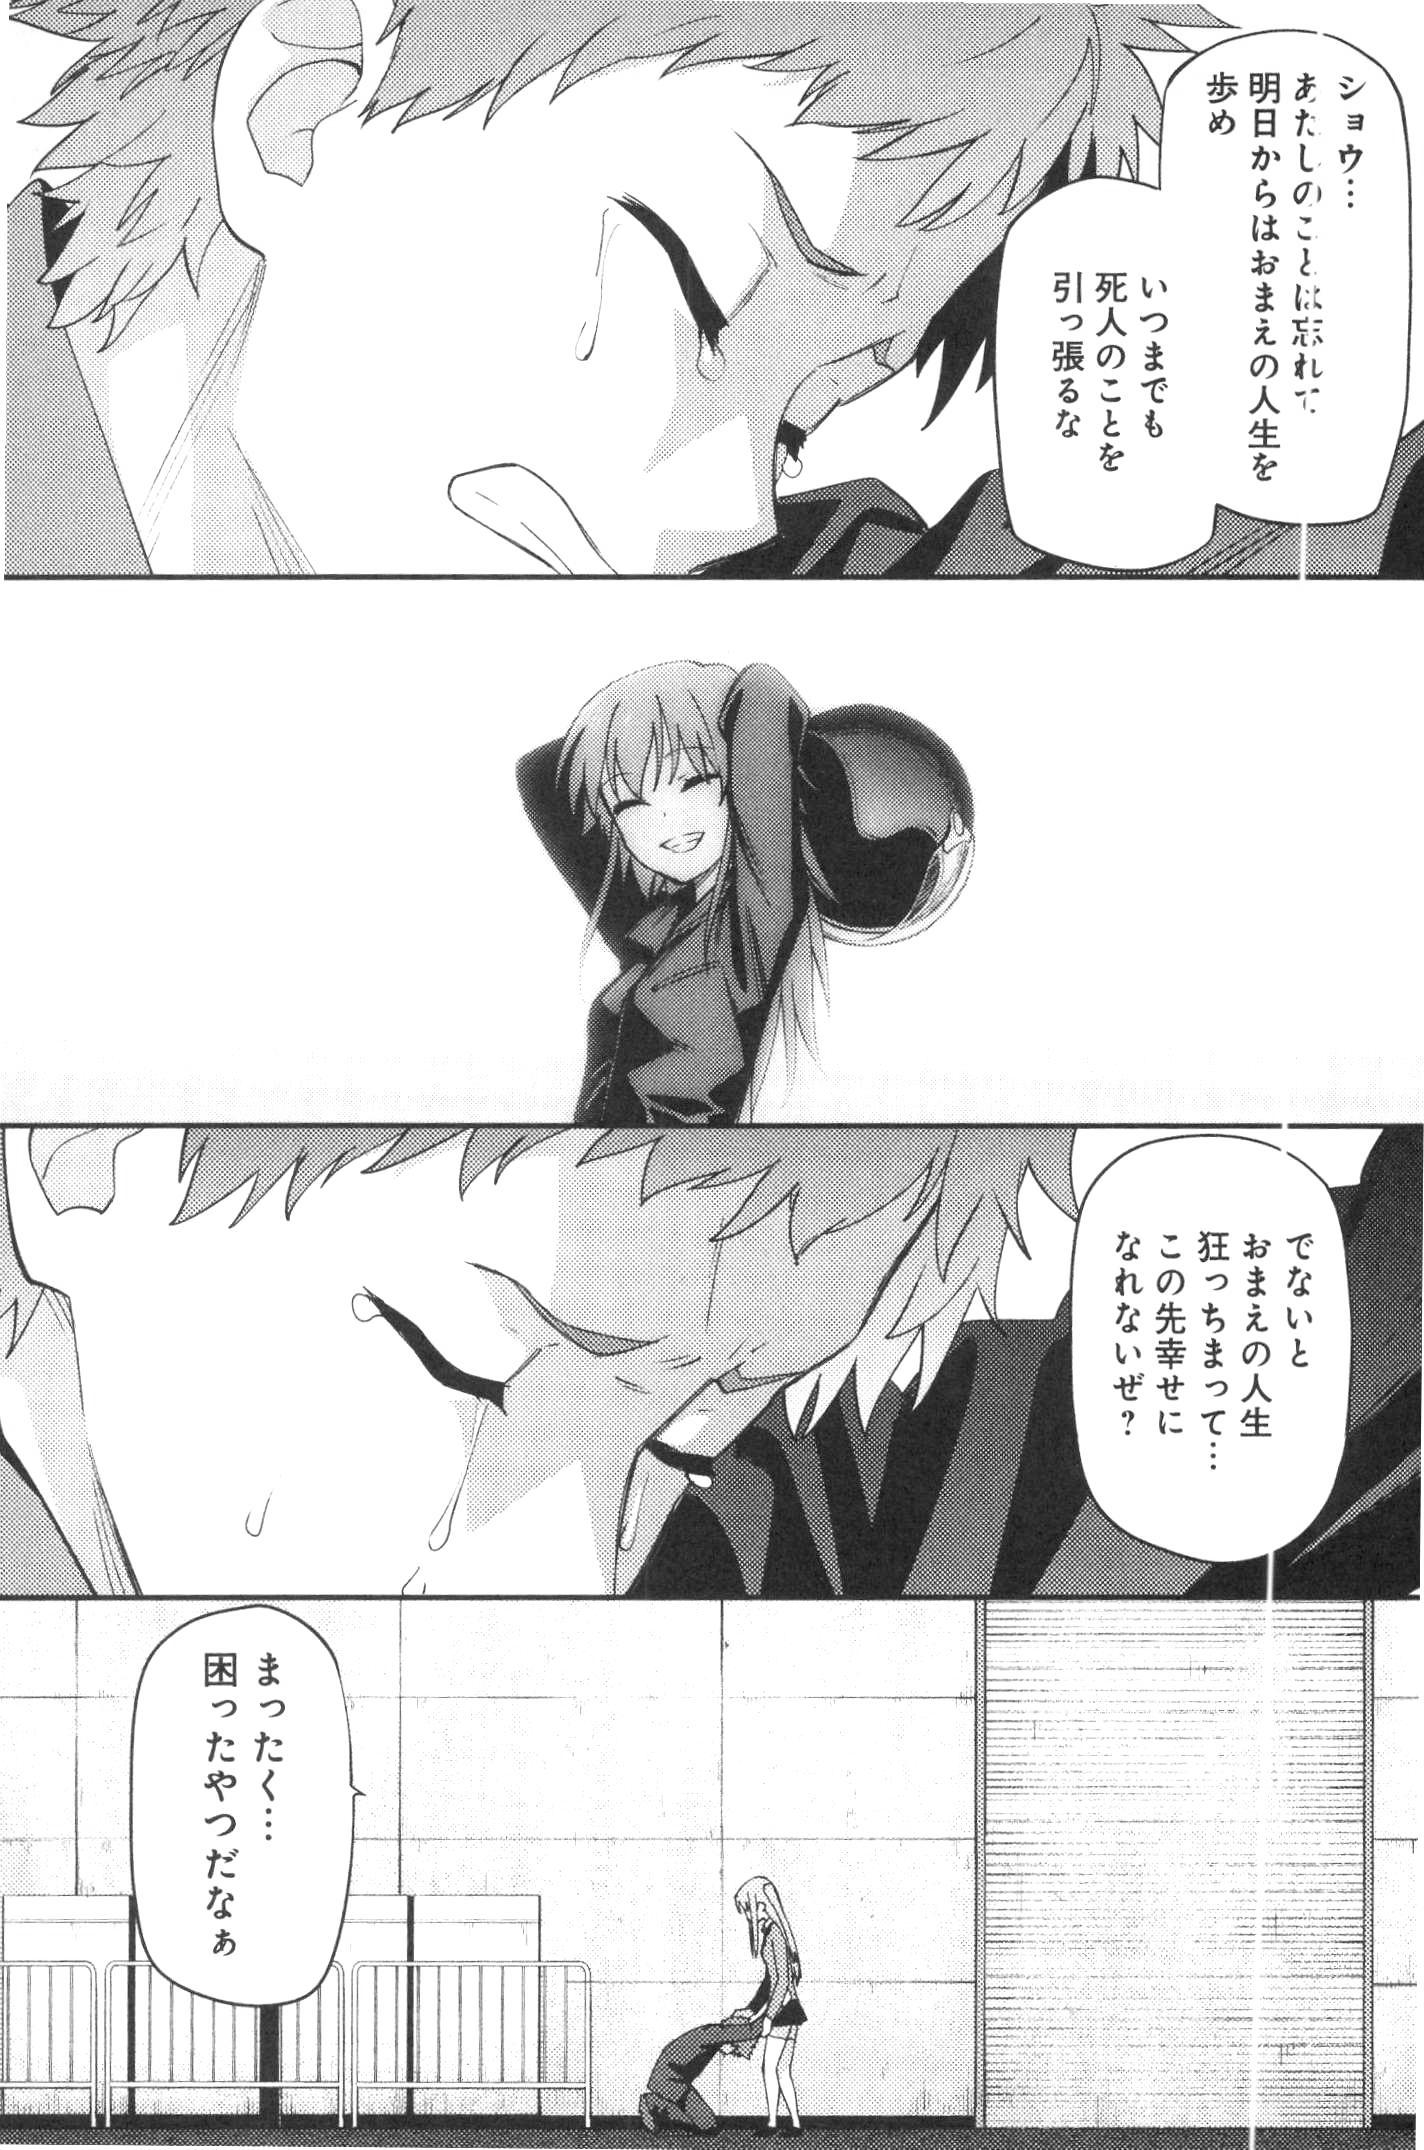 ショウ…
あたしのことは忘れて
明日からはおまえの人生を
歩め
いつまでも
死人のことを
引っ張るな
でないと
おまえの人生
狂っちまって…
この先幸せに
なれないぜ？
まったく…
困ったやつだなぁ